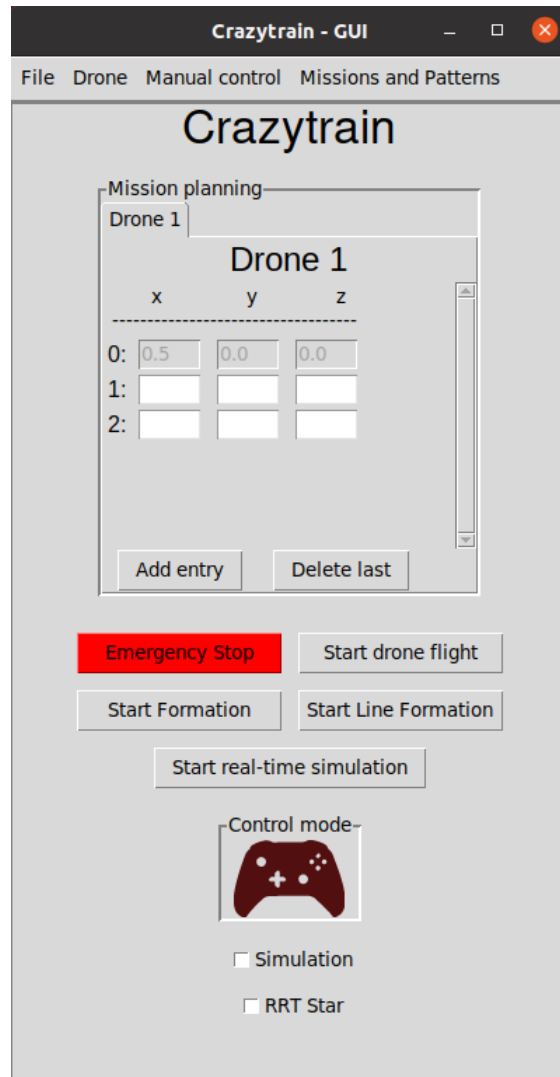 Crazytrain - GUI
File Drone Manual control Missions and Patterns
Crazytrain
Mission planning
Drone 1
Drone 1
x y z
-----------------------------------
0: 0.5 0.0 0.0
1:
2:
Add entry Delete last
Emergency Stop Start drone flight
Start Formation Start Line Formation
Start real-time simulation
Control mode
Simulation
RRT Star